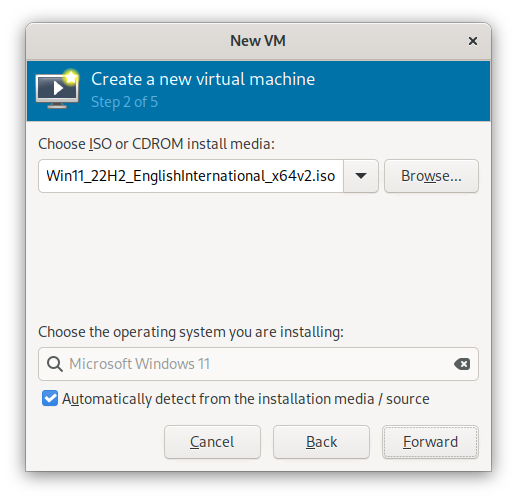 New VM
Create a new virtual machine
Step 2 of 5
Choose ISO or CDROM install media:
Win11_22H2_EnglishInternational_x64v2.iso
Browse...
Choose the operating system you are installing:
Microsoft Windows 11
Automatically detect from the installation media / source
Cancel
Back
Forward